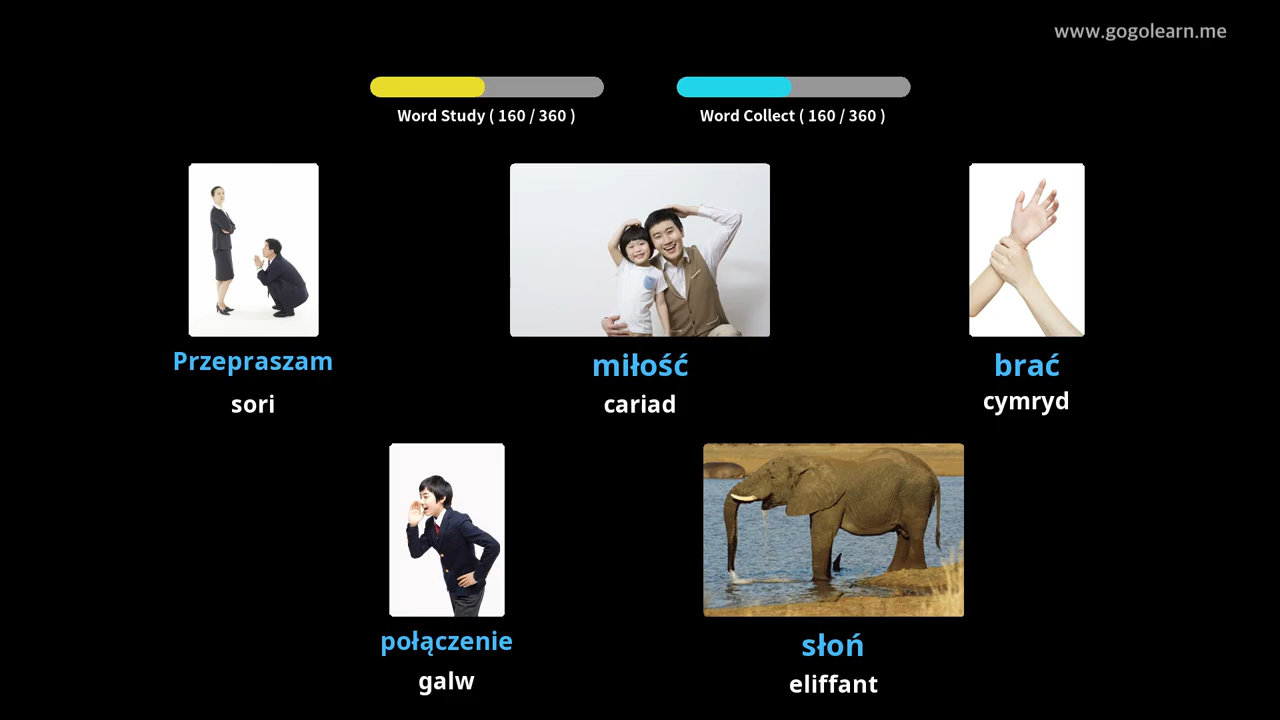 www.gogolearn.me
Word Study ( 160 / 360 )
Word Collect ( 160 / 360 )
Przepraszam
sori
miłość
cariad
brać
cymryd
połączenie
galw
słoń
eliffant